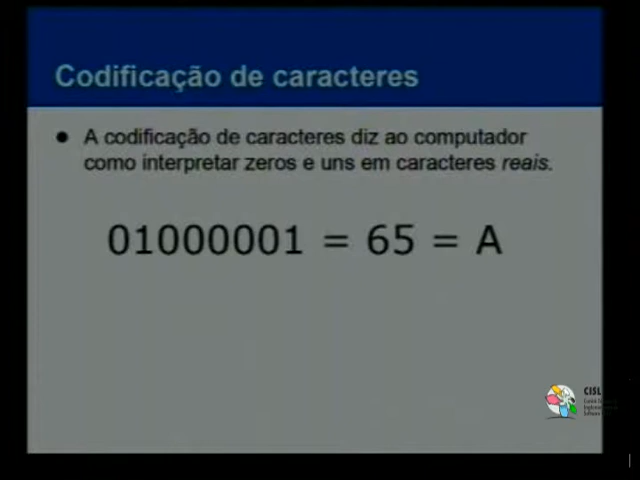 Codificação de caracteres
● A codificação de caracteres diz ao computador
como interpretar zeros e uns em caracteres reais.
01000001 = 65 = A
CISL